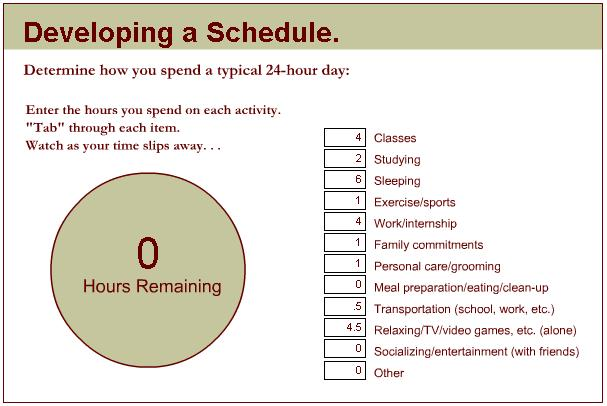 Developing a Schedule.
Determine how you spend a typical 24-hour day:
Enter the hours you spend on each activity.
"Tab" through each item.
Watch as your time slips away. . .
0
Hours Remaining
4 Classes
2 Studying
6 Sleeping
1 Exercise/sports
4 Work/internship
1 Family commitments
1 Personal care/grooming
0 Meal preparation/eating/clean-up
.5 Transportation (school, work, etc.)
4.5 Relaxing/TV/video games, etc. (alone)
0 Socializing/entertainment (with friends)
0 Other